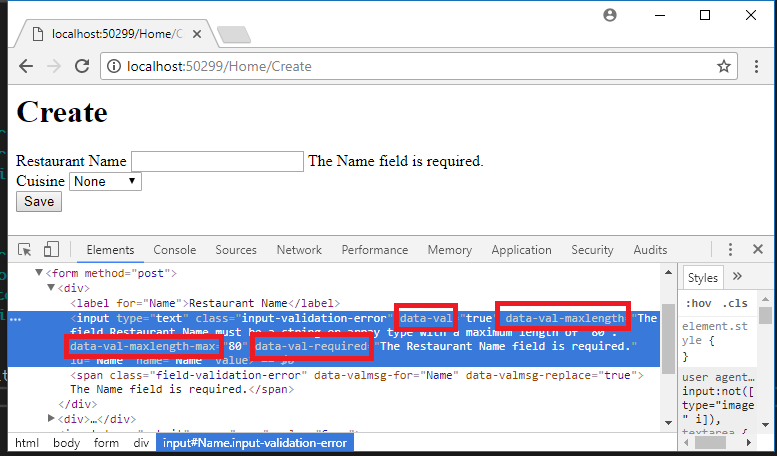 localhost:50299/Home/C
localhost:50299/Home/Create
Create
Restaurant Name The Name field is required.
Cuisine None
Save
Elements Console Sources Network Performance Memory Application Security Audits
<form method="post">
<div>
<label for="Name">Restaurant Name</label>
<input type="text" class="input-validation-error" data-val="true" data-val-maxlength="The
field Restaurant Name must be a string or array type with a maximum length of '80'."
data-val-maxlength-max="80" data-val-required="The Restaurant Name field is required."
id="Name" name="Name" value
<span class="field-validation-error" data-valmsg-for="Name" data-valmsg-replace="true">
The Name field is required.</span>
</div>
<div>…</div>
Styles
:hov .cls
element.sty
le {
}
user agent…
input:not([
type="image
" i]),
textarea {
html body form div input#Name.input-validation-error